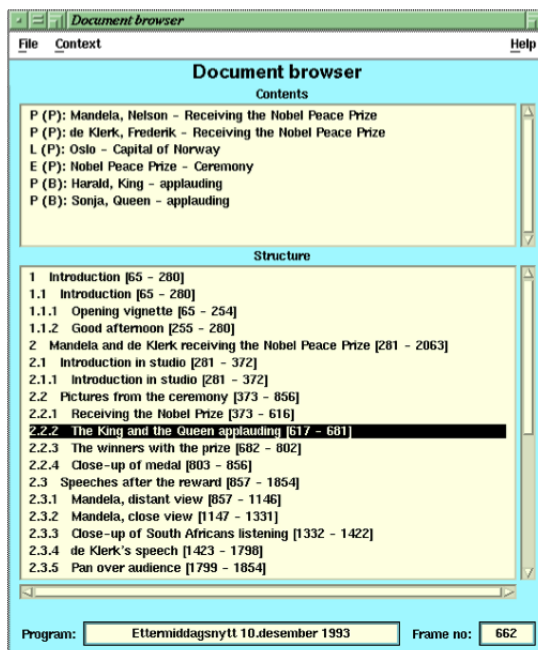 Document browser
File Context Help
Document browser
Contents
P (P): Mandela, Nelson - Receiving the Nobel Peace Prize
P (P): de Klerk, Frederik - Receiving the Nobel Peace Prize
L (P): Oslo - Capital of Norway
E (P): Nobel Peace Prize - Ceremony
P (B): Harald, King - applauding
P (B): Sonja, Queen - applauding
Structure
1 Introduction [65 - 280]
1.1 Introduction [65 - 280]
1.1.1 Opening vignette [65 - 254]
1.1.2 Good afternoon [255 - 280]
2 Mandela and de Klerk receiving the Nobel Peace Prize [281 - 2063]
2.1 Introduction in studio [281 - 372]
2.1.1 Introduction in studio [281 - 372]
2.2 Pictures from the ceremony [373 - 856]
2.2.1 Receiving the Nobel Prize [373 - 616]
2.2.2 The King and the Queen applauding [617 - 681]
2.2.3 The winners with the prize [682 - 802]
2.2.4 Close-up of medal [803 - 856]
2.3 Speeches after the reward [857 - 1854]
2.3.1 Mandela, distant view [857 - 1146]
2.3.2 Mandela, close view [1147 - 1331]
2.3.3 Close-up of South Africans listening [1332 - 1422]
2.3.4 de Klerk's speech [1423 - 1798]
2.3.5 Pan over audience [1799 - 1854]
Program: Ettermiddagsnytt 10.desember 1993 Frame no: 662